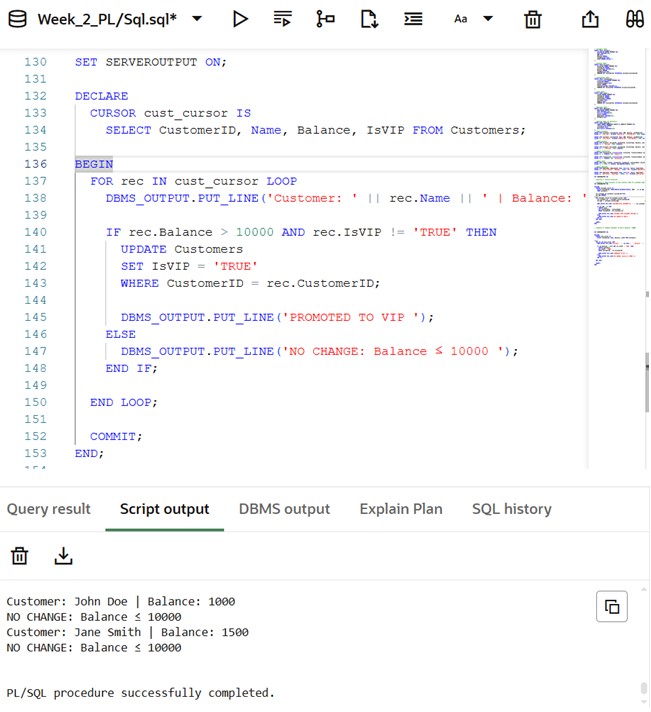 Week_2_PL/Sql.sql*
Aa
130 SET SERVEROUTPUT ON;
131
132 DECLARE
133 CURSOR cust_cursor IS
134 SELECT CustomerID, Name, Balance, IsVIP FROM Customers;
135
136 BEGIN
137 FOR rec IN cust_cursor LOOP
138 DBMS_OUTPUT.PUT_LINE('Customer: ' || rec.Name || ' | Balance: '
139
140 IF rec.Balance > 10000 AND rec.IsVIP != 'TRUE' THEN
141 UPDATE Customers
142 SET IsVIP = 'TRUE'
143 WHERE CustomerID = rec.CustomerID;
144
145 DBMS_OUTPUT.PUT_LINE('PROMOTED TO VIP ');
146 ELSE
147 DBMS_OUTPUT.PUT_LINE('NO CHANGE: Balance ≤ 10000 ');
148 END IF;
149
150 END LOOP;
151
152 COMMIT;
153 END;
Query result Script output DBMS output Explain Plan SQL history
Customer: John Doe | Balance: 1000
NO CHANGE: Balance ≤ 10000
Customer: Jane Smith | Balance: 1500
NO CHANGE: Balance ≤ 10000
PL/SQL procedure successfully completed.